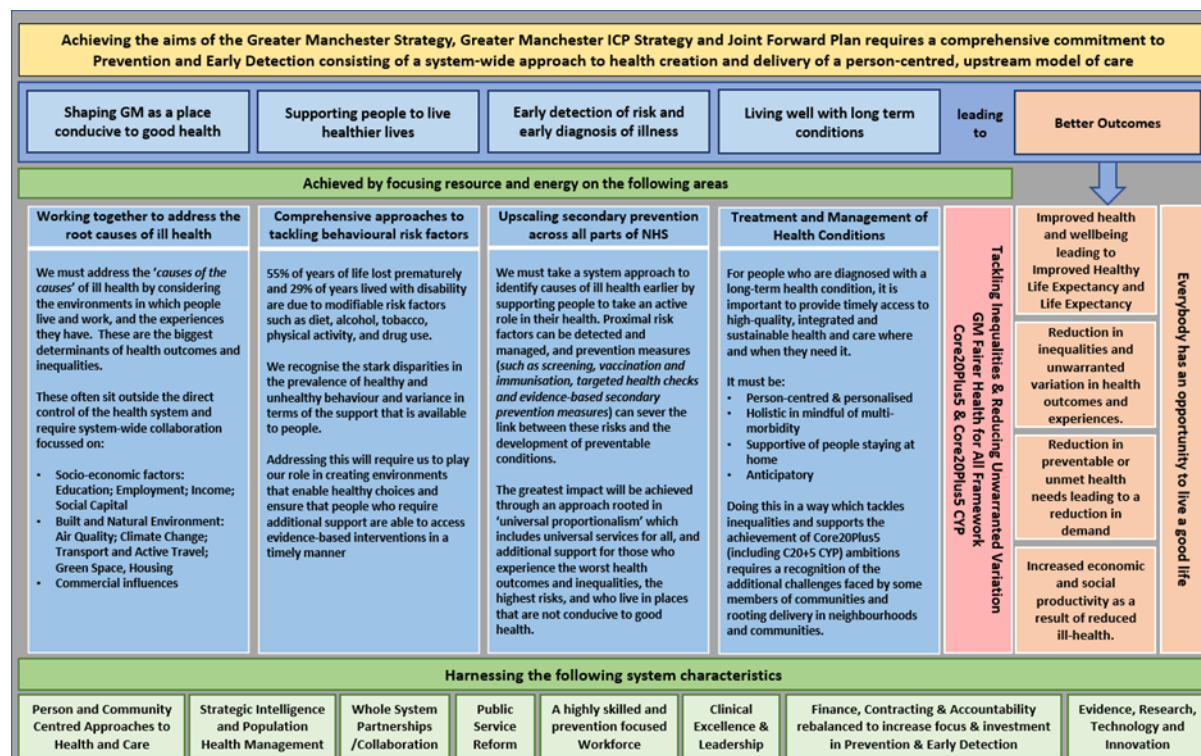 Achieving the aims of the Greater Manchester Strategy, Greater Manchester ICP Strategy and Joint Forward Plan requires a comprehensive commitment to
Prevention and Early Detection consisting of a system-wide approach to health creation and delivery of a person-centred, upstream model of care
Shaping GM as a place
conducive to good health
Supporting people to live
healthier lives
Early detection of risk and
early diagnosis of illness
Living well with long term
conditions
leading
to
Better Outcomes
Achieved by focusing resource and energy on the following areas
Working together to address the
root causes of ill health
We must address the ‘causes of the
causes’ of ill health by considering
the environments in which people
live and work, and the experiences
they have. These are the biggest
determinants of health outcomes and
inequalities.
These often sit outside the direct
control of the health system and
require system-wide collaboration
focussed on:
• Socio-economic factors:
Education; Employment; Income;
Social Capital
• Built and Natural Environment:
Air Quality; Climate Change;
Transport and Active Travel;
Green Space, Housing
• Commercial influences
Comprehensive approaches to
tackling behavioural risk factors
55% of years of life lost prematurely
and 29% of years lived with disability
are due to modifiable risk factors
such as diet, alcohol, tobacco,
physical activity, and drug use.
We recognise the stark disparities in
the prevalence of healthy and
unhealthy behaviour and variance in
terms of the support that is available
to people.
Addressing this will require us to play
our role in creating environments
that enable healthy choices and
ensure that people who require
additional support are able to access
evidence-based interventions in a
timely manner
Upscaling secondary prevention
across all parts of NHS
We must take a system approach to
identify causes of ill health earlier by
supporting people to take an active
role in their health. Proximal risk
factors can be detected and
managed, and prevention measures
(such as screening, vaccination and
immunisation, targeted health checks
and evidence-based secondary
prevention measures) can sever the
link between these risks and the
development of preventable
conditions.
The greatest impact will be achieved
through an approach rooted in
‘universal proportionalism’ which
includes universal services for all, and
additional support for those who
experience the worst health
outcomes and inequalities, the
highest risks, and who live in places
that are not conducive to good
health.
Treatment and Management of
Health Conditions
For people who are diagnosed with a
long-term health condition, it is
important to provide timely access to
high-quality, integrated and
sustainable health and care where
and when they need it.
It must be:
• Person-centred & personalised
• Holistic in mindful of multi-
morbidity
• Supportive of people staying at
home
• Anticipatory
Doing this in a way which tackles
inequalities and supports the
achievement of Core20Plus5
(including C20+5 CYP) ambitions
requires a recognition of the
additional challenges faced by some
members of communities and
rooting delivery in neighbourhoods
and communities.
Tackling Inequalities & Reducing Unwarranted Variation
GM Fairer Health for All Framework
Core20Plus5 & Core20Plus5 CYP
Improved health
and wellbeing
leading to
Improved Healthy
Life Expectancy and
Life Expectancy
Reduction in
inequalities and
unwarranted
variation in health
outcomes and
experiences.
Reduction in
preventable or
unmet health
needs leading to a
reduction in
demand
Increased economic
and social
productivity as a
result of reduced
ill-health.
Everybody has an opportunity to live a good life
Harnessing the following system characteristics
Person and Community
Centred Approaches to
Health and Care
Strategic Intelligence
and Population
Health Management
Whole System
Partnerships
/Collaboration
Public
Service
Reform
A highly skilled and
prevention focused
Workforce
Clinical
Excellence &
Leadership
Finance, Contracting & Accountability
rebalanced to increase focus & investment
in Prevention & Early Detection
Evidence, Research,
Technology and
Innovation